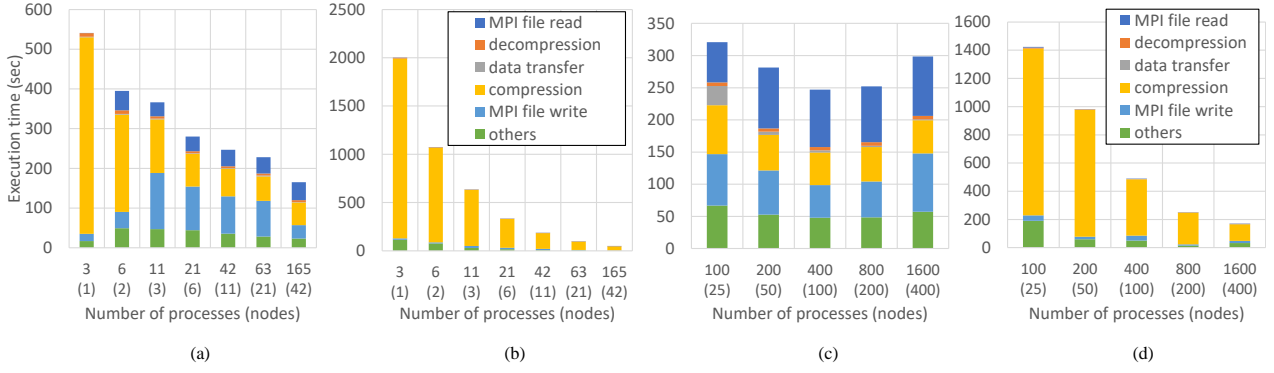 Execution time (sec)
600
500
400
300
200
100
0
3 6 11 21 42 63 165
(1) (2) (3) (6) (11) (21) (42)
Number of processes (nodes)
(a)
2500
2000
1500
1000
500
0
MPI file read
decompression
data transfer
compression
MPI file write
others
3 6 11 21 42 63 165
(1) (2) (3) (6) (11) (21) (42)
Number of processes (nodes)
(b)
350
300
250
200
150
100
50
0
100 200 400 800 1600
(25) (50) (100) (200) (400)
Number of processes (nodes)
(c)
1600
1400
1200
1000
800
600
400
200
0
MPI file read
decompression
data transfer
compression
MPI file write
others
100 200 400 800 1600
(25) (50) (100) (200) (400)
Number of processes (nodes)
(d)